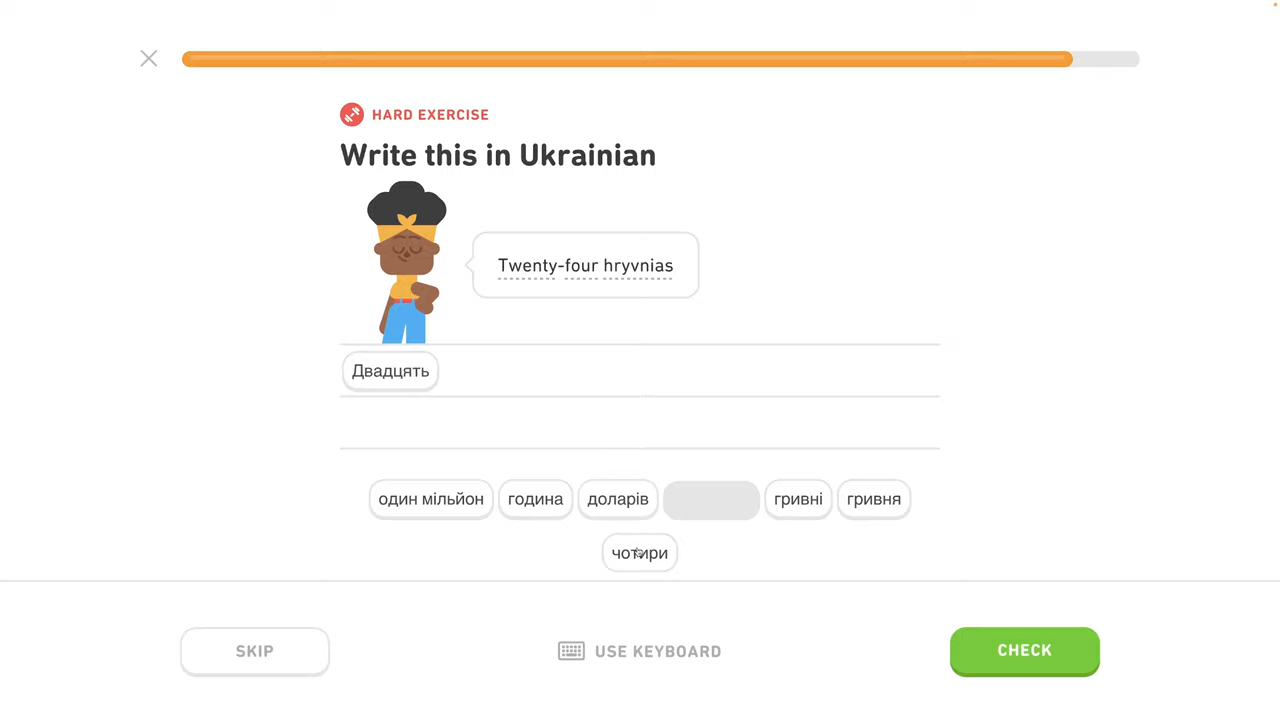 HARD EXERCISE
Write this in Ukrainian
Twenty-four hryvnias
Двадцять
один мільйон година доларів гривні гривня
чотири
SKIP USE KEYBOARD CHECK